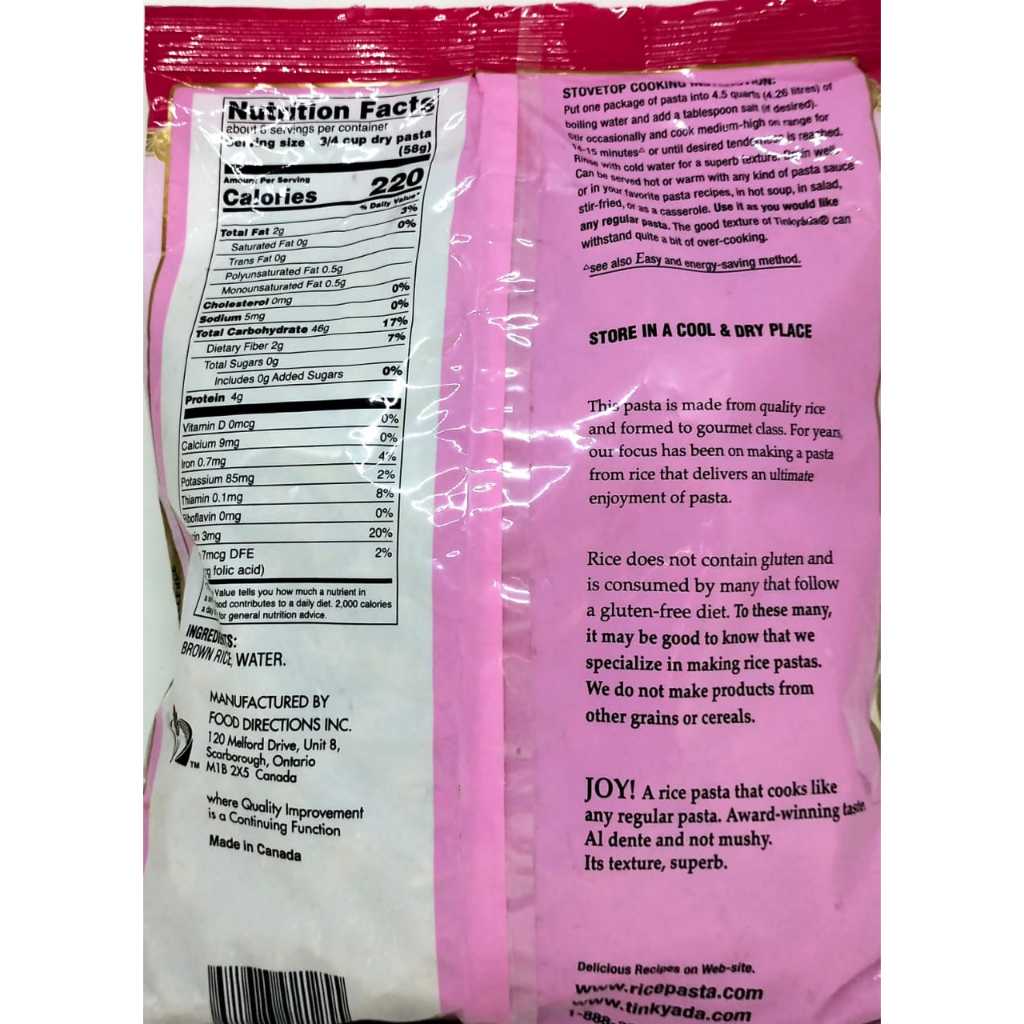 Nutrition Facts
about 6 servings per container
Serving size 3/4 cup dry pasta
(58g)
Amount Per Serving
Calories 220
% Daily Value*
Total Fat 2g 3%
Saturated Fat 0g 0%
Trans Fat 0g
Polyunsaturated Fat 0.5g
Monounsaturated Fat 0.5g
Cholesterol 0mg 0%
Sodium 5mg 0%
Total Carbohydrate 46g 17%
Dietary Fiber 2g 7%
Total Sugars 0g
Includes 0g Added Sugars 0%
Protein 4g
Vitamin D 0mcg 0%
Calcium 9mg 0%
Iron 0.7mg 4%
Potassium 85mg 2%
Thiamin 0.1mg 8%
Riboflavin 0mg 0%
3mg 20%
7mcg DFE 2%
folic acid)
Value tells you how much a nutrient in
contributes to a daily diet. 2,000 calories
a day for general nutrition advice.
INGREDIENTS:
BROWN RICE, WATER.
MANUFACTURED BY
FOOD DIRECTIONS INC.
120 Melford Drive, Unit 8,
Scarborough, Ontario
TM M1B 2X5 Canada
where Quality Improvement
is a Continuing Function
Made in Canada
STOVETOP COOKING
Put one package of pasta into 4.5 quarts (4.26 litres) of
boiling water and add a tablespoon salt (if desired).
Stir occasionally and cook medium-high on range for
14-15 minutes△ or until desired tenderness is reached.
Rinse with cold water for a superb texture. Drain well.
Can be served hot or warm with any kind of pasta sauce
or in your favorite pasta recipes, in hot soup, in salad,
stir-fried, or as a casserole. Use it as you would like
any regular pasta. The good texture of Tinkyáda® can
withstand quite a bit of over-cooking.
△see also Easy and energy-saving method.
STORE IN A COOL & DRY PLACE
This pasta is made from quality rice
and formed to gourmet class. For years,
our focus has been on making a pasta
from rice that delivers an ultimate
enjoyment of pasta.
Rice does not contain gluten and
is consumed by many that follow
a gluten-free diet. To these many,
it may be good to know that we
specialize in making rice pastas.
We do not make products from
other grains or cereals.
JOY! A rice pasta that cooks like
any regular pasta. Award-winning taste.
Al dente and not mushy.
Its texture, superb.
Delicious Recipes on Web-site.
www.ricepasta.com
www.tinkyada.com
1-888-